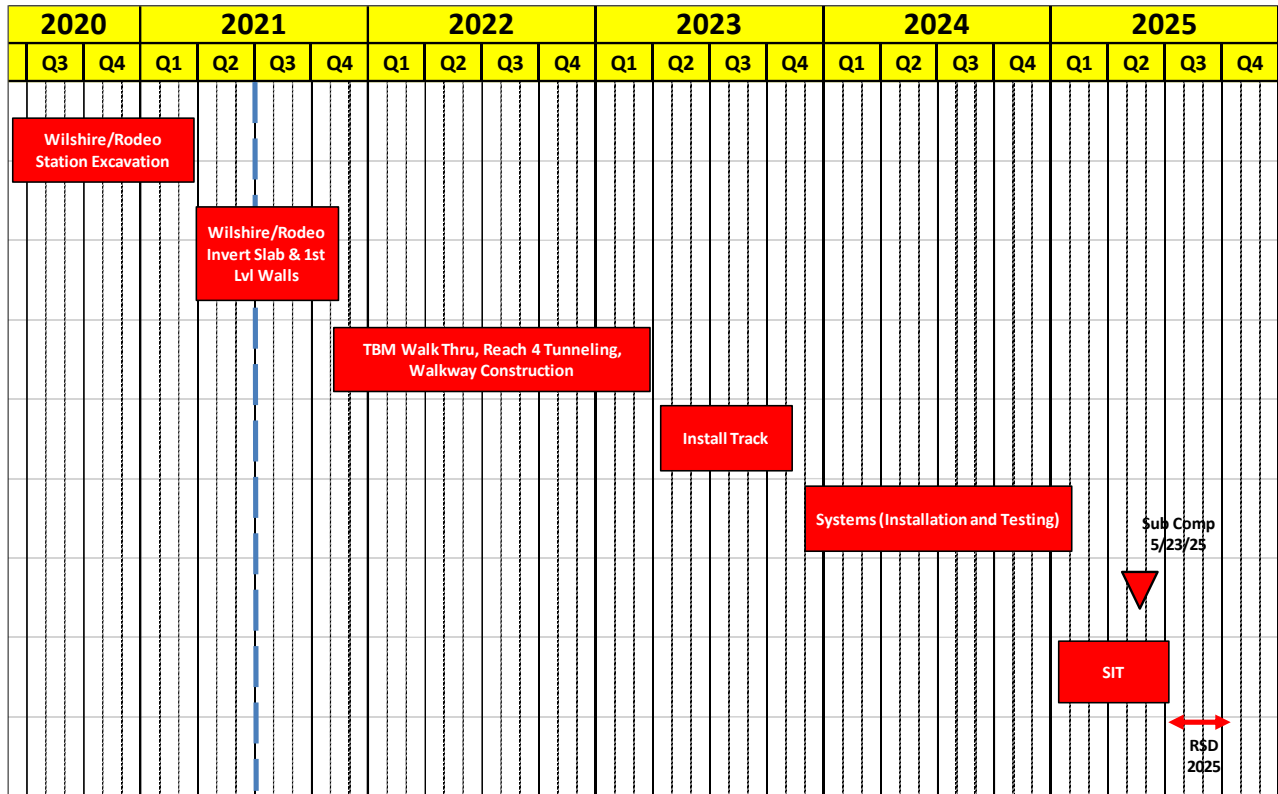 2020 2021 2022 2023 2024 2025
Q3 Q4 Q1 Q2 Q3 Q4 Q1 Q2 Q3 Q4 Q1 Q2 Q3 Q4 Q1 Q2 Q3 Q4 Q1 Q2 Q3 Q4
Wilshire/Rodeo
Station Excavation
Wilshire/Rodeo
Invert Slab & 1st
Lvl Walls
TBM Walk Thru, Reach 4 Tunneling,
Walkway Construction
Install Track
Systems (Installation and Testing)
Sub Comp
5/23/25
SIT
RSD
2025